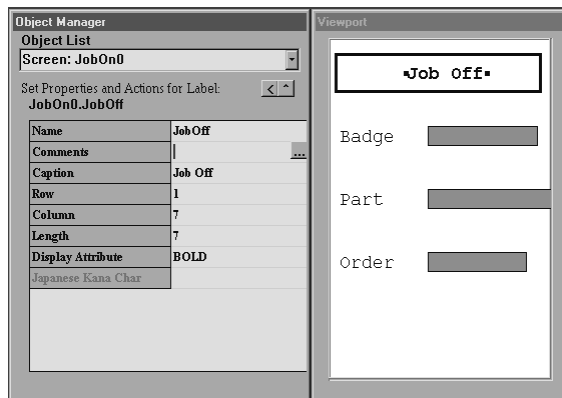 Object Manager
Object List
Screen: JobOn0
Set Properties and Actions for Label:
< ^
JobOn0.JobOff
Name JobOff
Comments ...
Caption Job Off
Row 1
Column 7
Length 7
Display Attribute BOLD
Japanese Kana Char
Viewport
Job Off
Badge
Part
Order